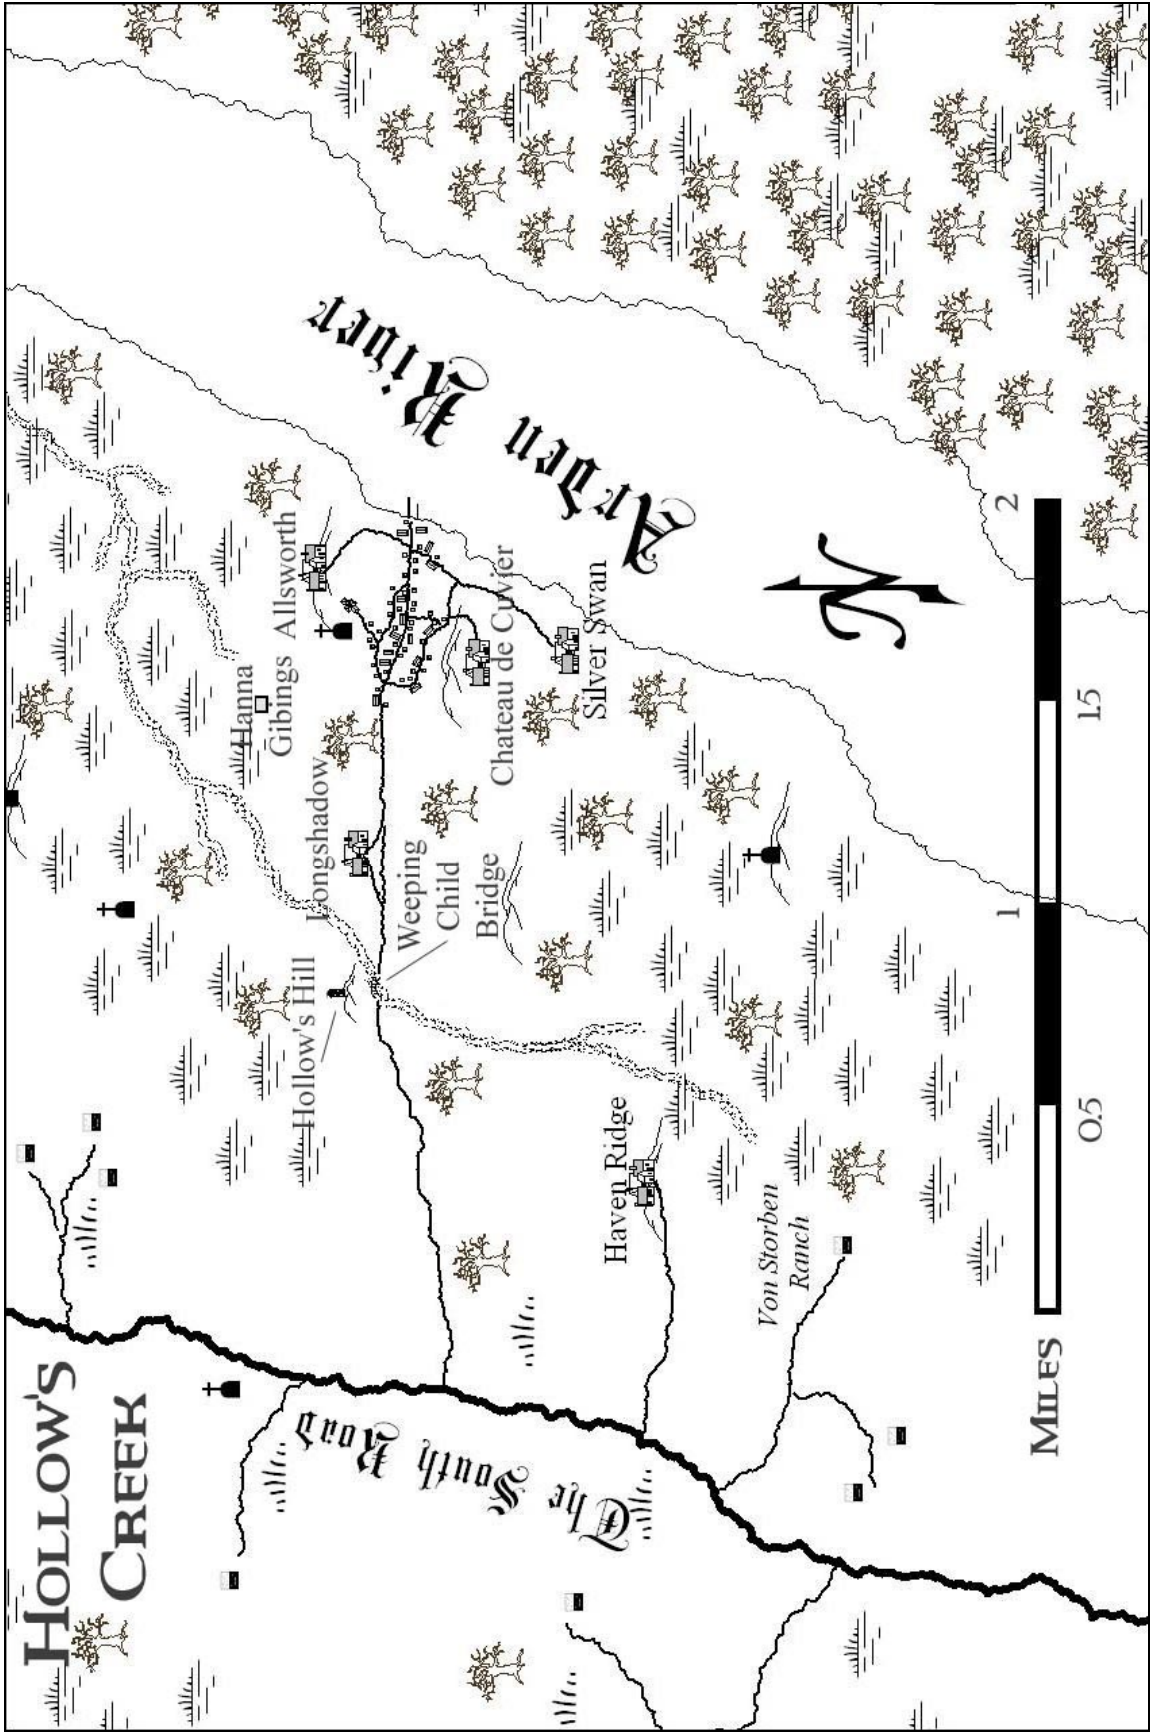 HOLLOW'S
CREEK
Hanna
Gibings
Allsworth
Longshadow
Hollow's Hill
Weeping
Child
Bridge
Chateau de Cuvier
Silver Swan
Arden River
The South Road
Haven Ridge
Von Storben
Ranch
N
MILES
0.5
1
1.5
2